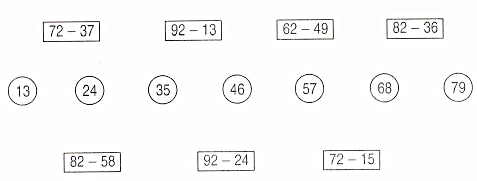 72 – 37 92 – 13 62 – 49 82 – 36
13 24 35 46 57 68 79
82 – 58 92 – 24 72 – 15